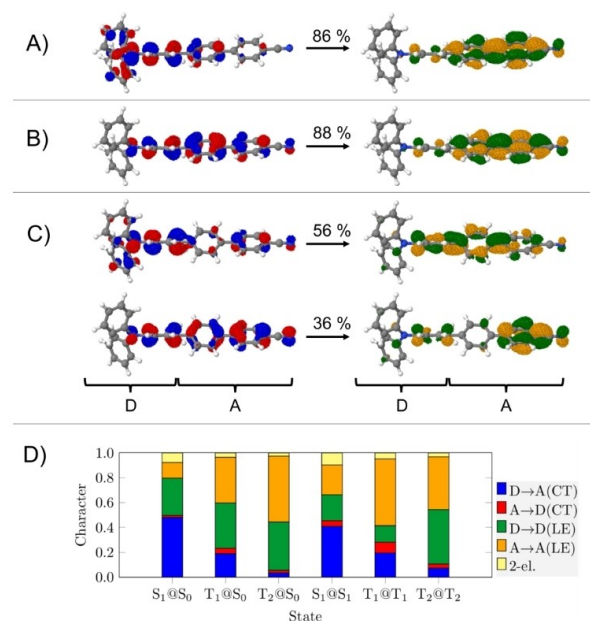 A)
86 %
B)
88 %
C)
56 %
36 %
D A D A
D)
Character
1.0
0.8
0.6
0.4
0.2
0.0
S₁@S₀ T₁@S₀ T₂@S₀ S₁@S₁ T₁@T₁ T₂@T₂
State
D→A(CT)
A→D(CT)
D→D(LE)
A→A(LE)
2-el.